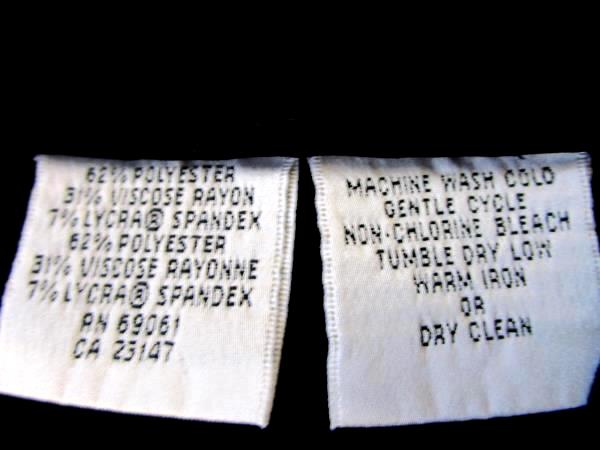 62% POLYESTER
31% VISCOSE RAYON
7% LYCRA® SPANDEX
62% POLYESTER
31% VISCOSE RAYONNE
7% LYCRA® SPANDEX
RN 69061
CA 23147
MACHINE WASH COLD
GENTLE CYCLE
NON-CHLORINE BLEACH
TUMBLE DRY LOW
WARM IRON
OR
DRY CLEAN